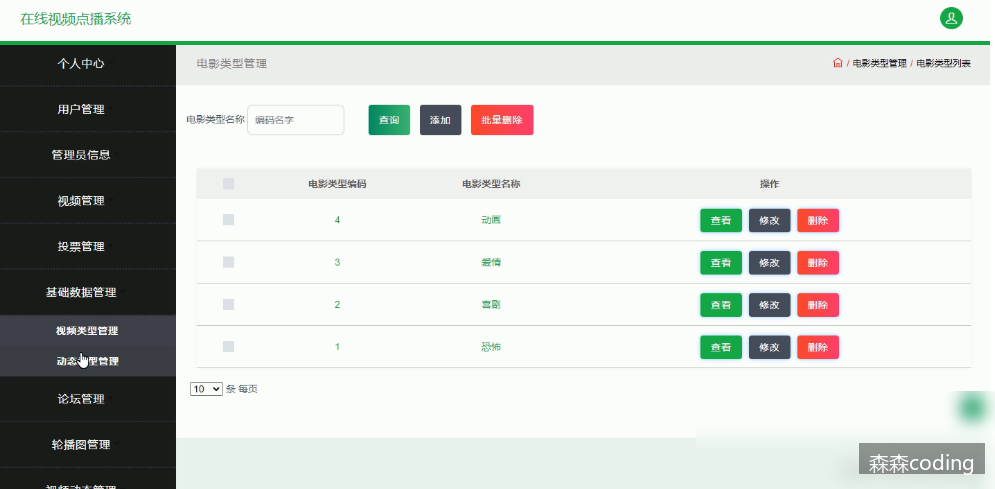 在线视频点播系统
个人中心
用户管理
管理员信息
视频管理
投票管理
基础数据管理
视频类型管理
动态类型管理
论坛管理
轮播图管理
视频动态管理
电影类型管理
/ 电影类型管理 / 电影类型列表
电影类型名称 编码名字 查询 添加 批量删除
电影类型编码 电影类型名称 操作
4 动画 查看 修改 删除
3 爱情 查看 修改 删除
2 喜剧 查看 修改 删除
1 恐怖 查看 修改 删除
10 条 每页
森森coding